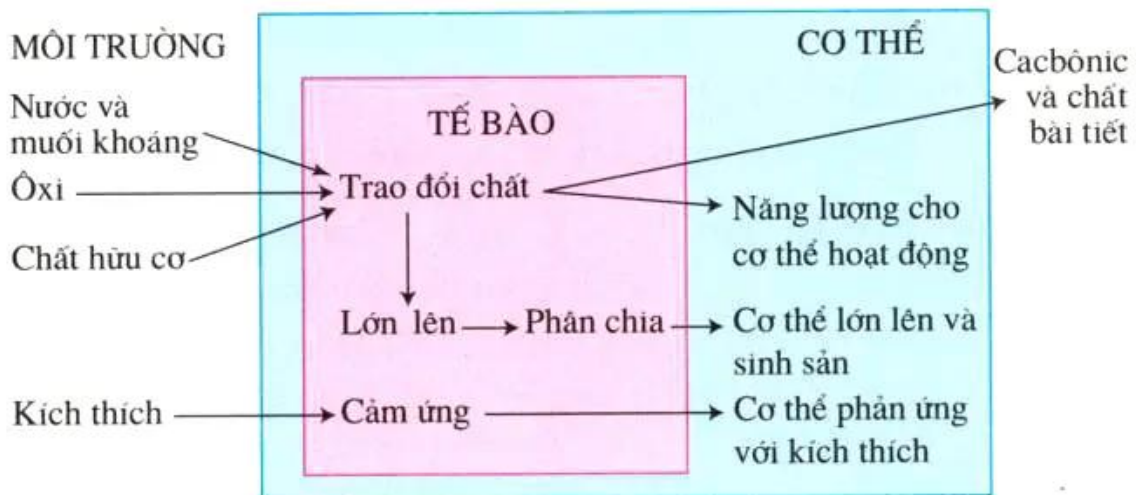 MÔI TRƯỜNG
CƠ THỂ
Cacbônic
và chất
bài tiết
Nước và
muối khoáng
TẾ BÀO
Ôxi
Trao đổi chất
Năng lượng cho
cơ thể hoạt động
Chất hữu cơ
Lớn lên
Phân chia
Cơ thể lớn lên và
sinh sản
Kích thích
Cảm ứng
Cơ thể phản ứng
với kích thích